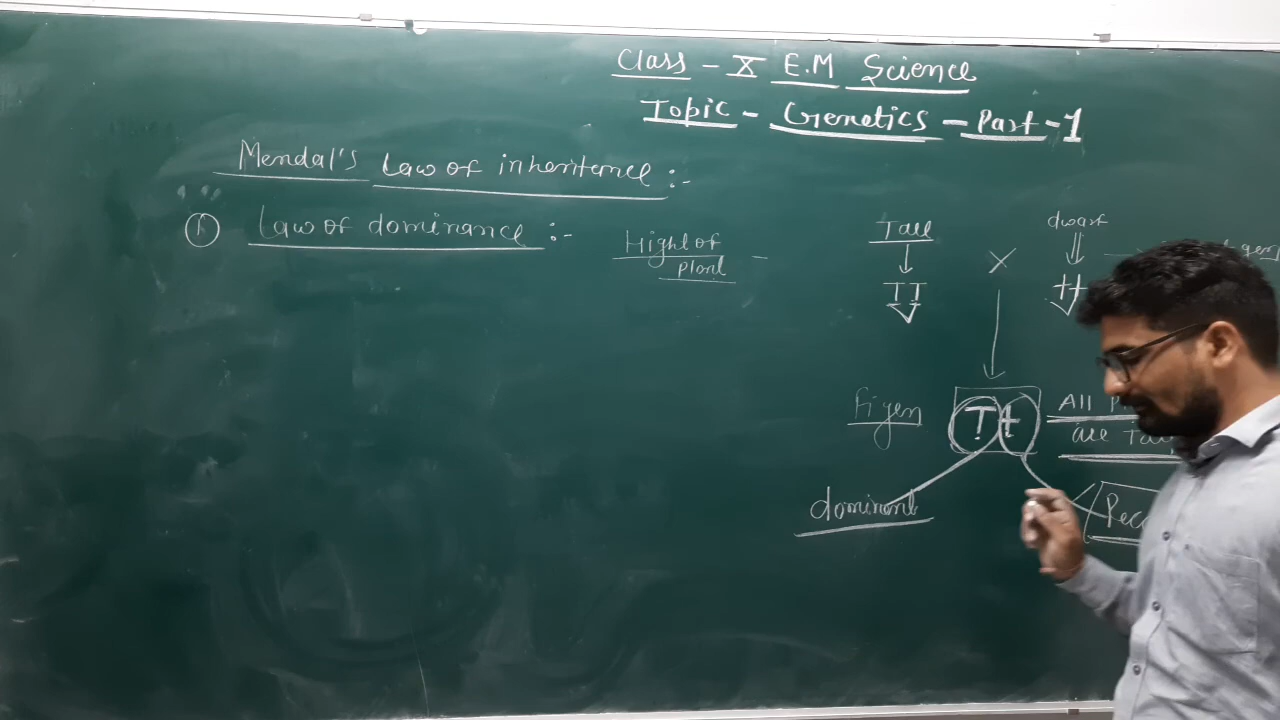 Class - X E.M Science
Topic - Genetics - Part-1
Mendal's Law of inheritence :-
① Law of dominance :-
Hight of
plant -
Tall
×
dwarf
TT
tt
gen
F1 gen
Tt
All
are
dominant